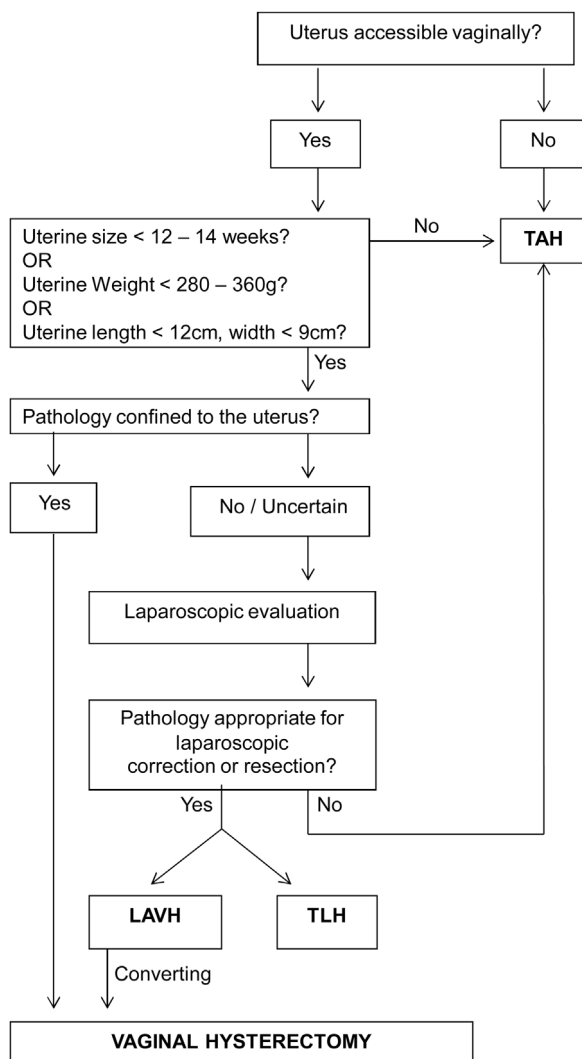 Uterus accessible vaginally?
Yes
No
Uterine size < 12 – 14 weeks?
OR
Uterine Weight < 280 – 360g?
OR
Uterine length < 12cm, width < 9cm?
No
TAH
Yes
Pathology confined to the uterus?
Yes
No / Uncertain
Laparoscopic evaluation
Pathology appropriate for
laparoscopic
correction or resection?
Yes
No
LAVH
TLH
Converting
VAGINAL HYSTERECTOMY